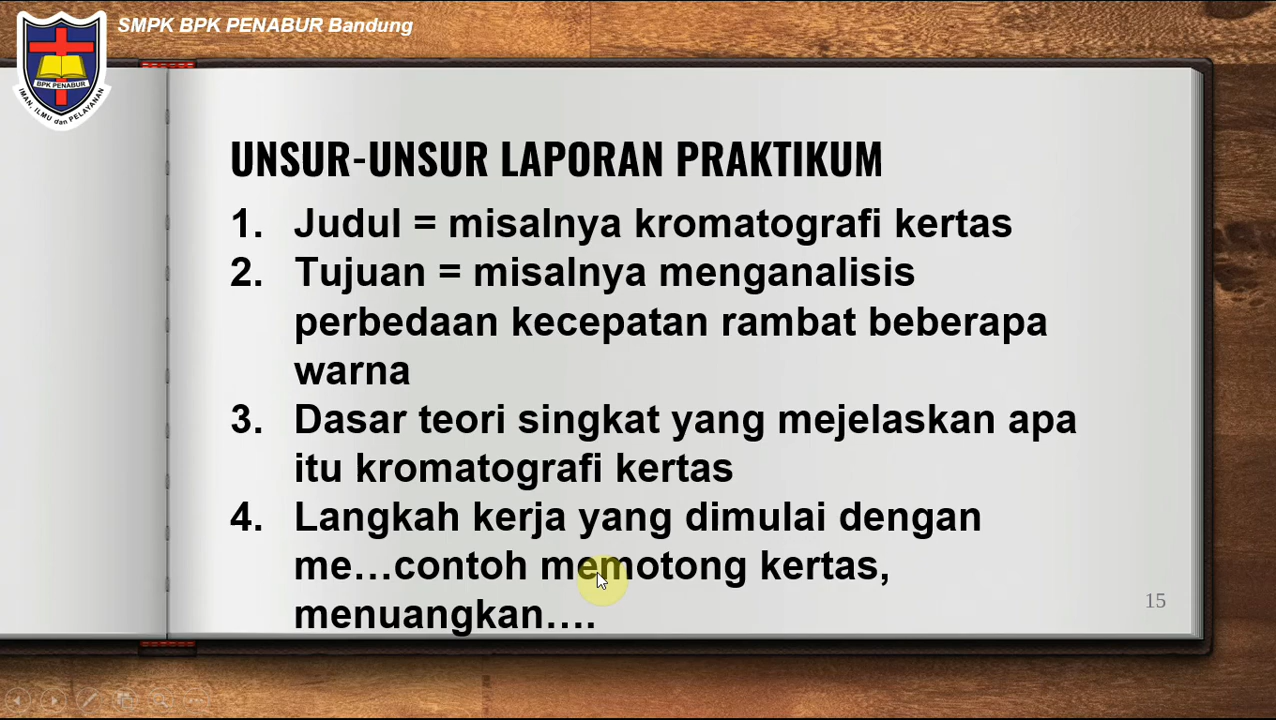 SMPK BPK PENABUR Bandung
BPK PENABUR
IMAN, ILMU dan PELAYANAN
UNSUR-UNSUR LAPORAN PRAKTIKUM
1. Judul = misalnya kromatografi kertas
2. Tujuan = misalnya menganalisis
perbedaan kecepatan rambat beberapa
warna
3. Dasar teori singkat yang mejelaskan apa
itu kromatografi kertas
4. Langkah kerja yang dimulai dengan
me…contoh memotong kertas,
menuangkan….
15